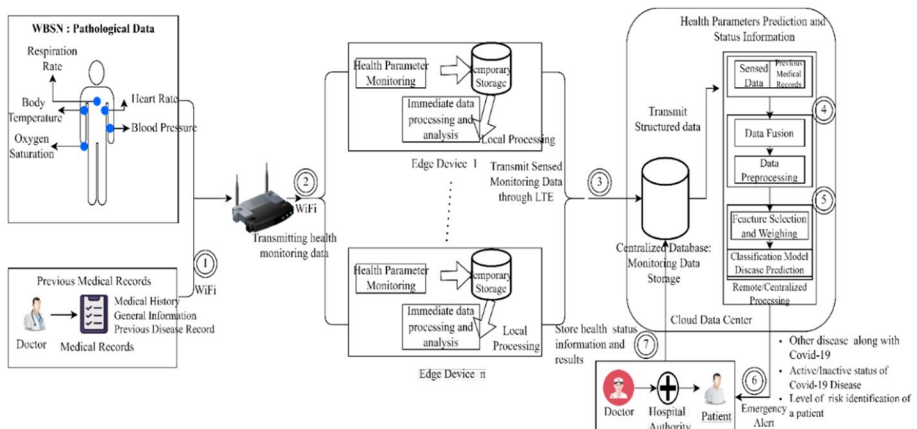 WBSN : Pathological Data
Respiration
Rate
Body
Temperature
Oxygen
Saturation
Heart Rate
Blood Pressure
1
WiFi
Previous Medical Records
Medical History
General Information
Previous Disease Record
Doctor
Medical Records
Transmitting health
monitoring data
2
WiFi
Health Parameter
Monitoring
emporary
Storage
Immediate data
processing and
analysis
Local Processing
Edge Device 1
Health Parameter
Monitoring
emporary
Storage
Immediate data
processing and
analysis
Local
Processing
Edge Device n
Transmit Sensed
Monitoring Data
through LTE
3
Health Parameters Prediction and
Status Information
Transmit
Structured data
Centralized Database:
Monitoring Data
Storage
Sensed
Data
Previous
Medical
Records
4
Data Fusion
Data
Preprocessing
5
Feacture Selection
and Weighing
Classification Model
Disease Prediction
Remote/Centralized
Processing
Cloud Data Center
Store health status
information and
results
7
Doctor
Hospital
Authority
Patient
6
Emergency
Alert
• Other disease along with
Covid-19
• Active/Inactive status of
Covid-19 Disease
• Level of risk identification of
a patient